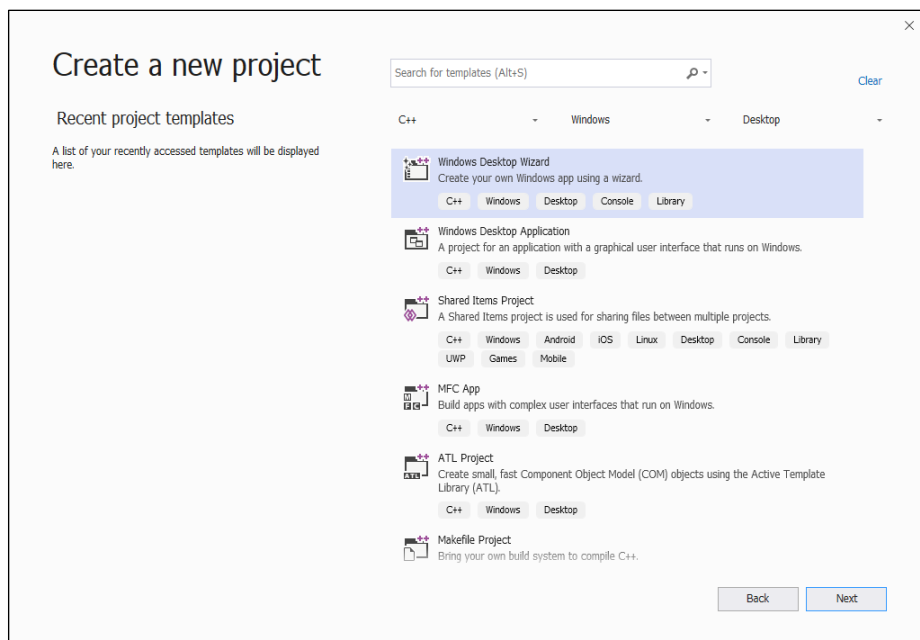 Create a new project
Recent project templates
A list of your recently accessed templates will be displayed
here.
Search for templates (Alt+S)
Clear
C++ Windows Desktop
Windows Desktop Wizard
Create your own Windows app using a wizard.
C++ Windows Desktop Console Library
Windows Desktop Application
A project for an application with a graphical user interface that runs on Windows.
C++ Windows Desktop
Shared Items Project
A Shared Items project is used for sharing files between multiple projects.
C++ Windows Android iOS Linux Desktop Console Library
UWP Games Mobile
MFC App
Build apps with complex user interfaces that run on Windows.
C++ Windows Desktop
ATL Project
Create small, fast Component Object Model (COM) objects using the Active Template
Library (ATL).
C++ Windows Desktop
Makefile Project
Bring your own build system to compile C++.
Back Next